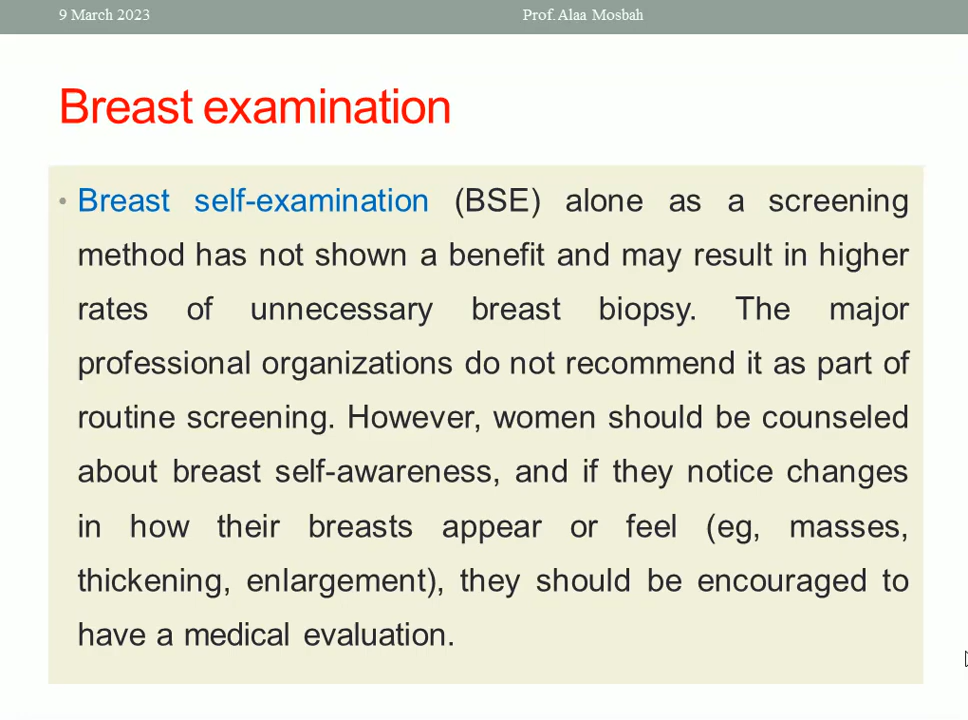 9 March 2023 Prof. Alaa Mosbah
Breast examination
• Breast self-examination (BSE) alone as a screening
method has not shown a benefit and may result in higher
rates of unnecessary breast biopsy. The major
professional organizations do not recommend it as part of
routine screening. However, women should be counseled
about breast self-awareness, and if they notice changes
in how their breasts appear or feel (eg, masses,
thickening, enlargement), they should be encouraged to
have a medical evaluation.